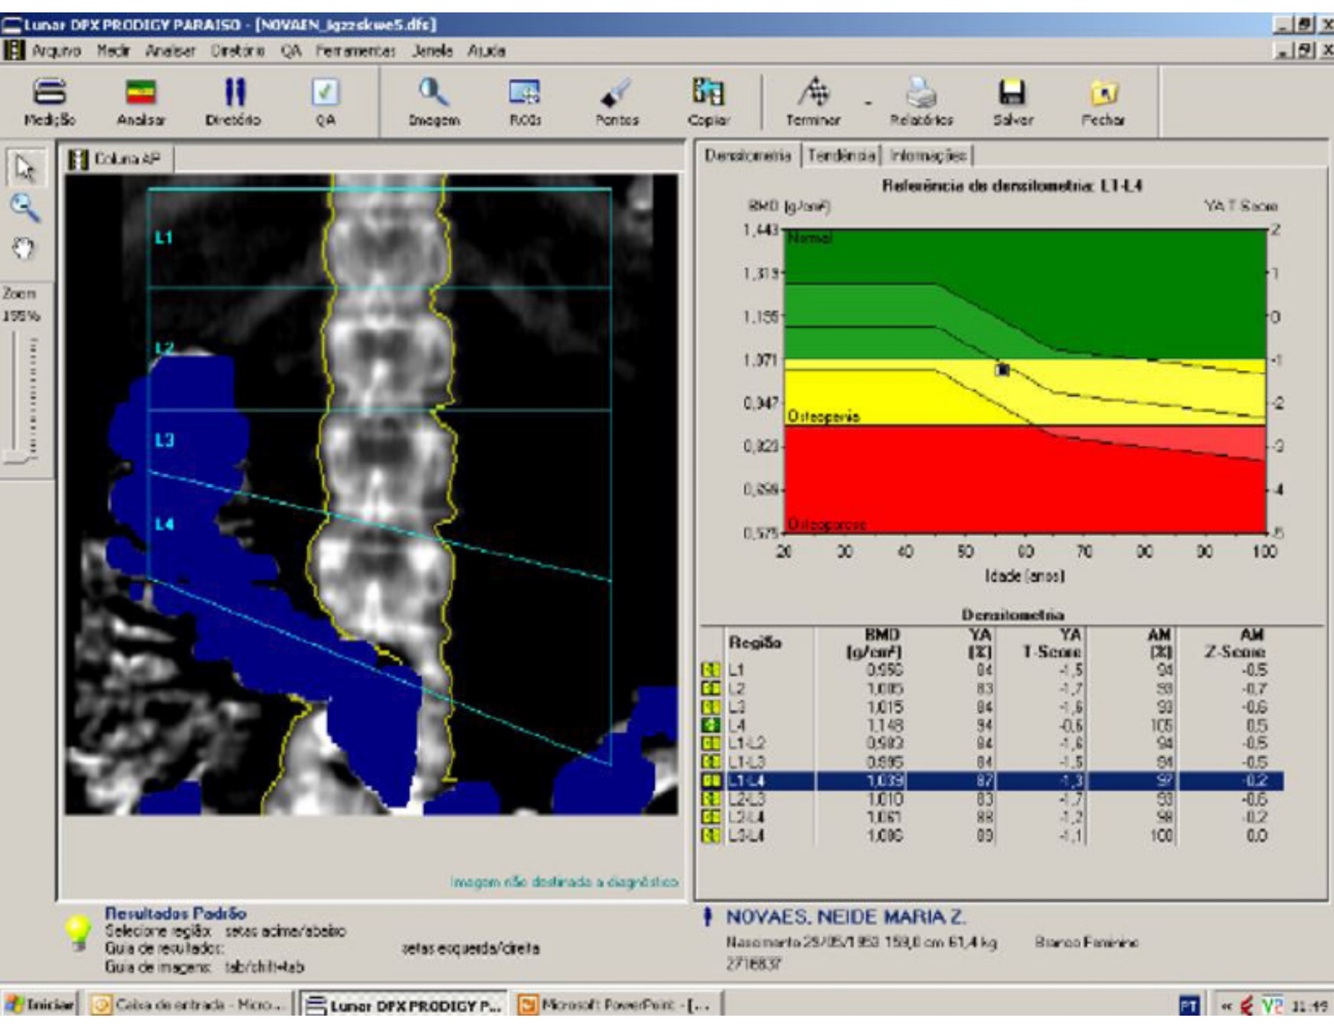 Lunar DPX PRODIGY PARAISO - [NOVAEN_igzzskwe5.dfs]
Arquivo Medir Analisar Diretório QA Ferramentas Janela Ajuda
Medição Analisar Diretório QA Imagem ROIs Pontos Copiar Terminar Relatórios Salvar Fechar
Coluna AP
Densitometria Tendência Informações
Zoom
155%
L1
L2
L3
L4
Imagem não destinada a diagnóstico
Referência de densitometria: L1-L4
BMD (g/cm²) YA T-Score
Normal
Osteopenia
Osteoporose
1,443 2
1,319 1
1,195 0
1,071 -1
0,947 -2
0,823 -3
0,699 -4
0,575 -5
20 30 40 50 60 70 80 90 100
Idade (anos)
Densitometria
Região BMD (g/cm²) YA (%) YA T-Score AM (%) AM Z-Score
L1 0,956 84 -1,5 94 -0,5
L2 1,005 83 -1,7 93 -0,7
L3 1,015 84 -1,6 93 -0,6
L4 1,148 94 -0,6 105 0,5
L1-L2 0,983 84 -1,6 94 -0,5
L1-L3 0,995 84 -1,5 94 -0,5
L1-L4 1,039 87 -1,3 97 -0,2
L2-L3 1,010 83 -1,7 93 -0,6
L2-L4 1,061 88 -1,2 98 -0,2
L3-L4 1,086 89 -1,1 100 0,0
Resultados Padrão
Selecione região: setas acima/abaixo
Guia de resultados: setas esquerda/direita
Guia de imagens: tab/shift+tab
NOVAES, NEIDE MARIA Z.
Nascimento 29/05/1953 159,0 cm 61,4 kg Branco Feminino
2716837
Iniciar Caixa de entrada - Micro... Lunar DPX PRODIGY P... Microsoft PowerPoint - [... PT « 11:49